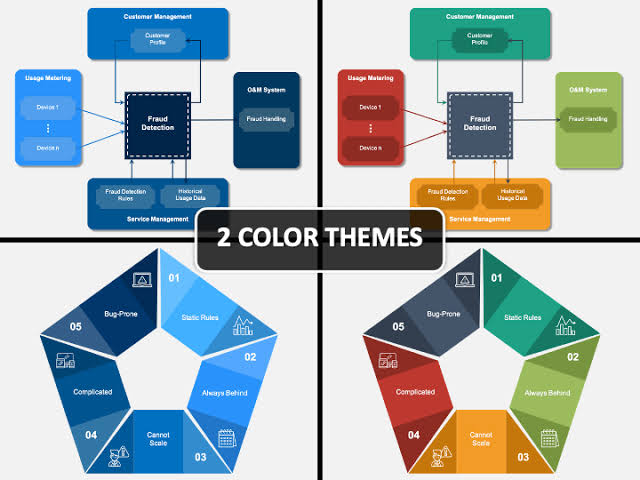 Customer Management
Customer
Profile
Usage Metering
Device 1
Device n
Fraud
Detection
O&M System
Fraud Handling
Fraud Detection
Rules
Historical
Usage Data
Service Management
Customer Management
Customer
Profile
Usage Metering
Device 1
Device n
Fraud
Detection
O&M System
Fraud Handling
Fraud Detection
Rules
Historical
Usage Data
Service Management
2 COLOR THEMES
01
Static Rules
02
Always Behind
03
Cannot
Scale
04
Complicated
05
Bug-Prone
01
Static Rules
02
Always Behind
03
Cannot
Scale
04
Complicated
05
Bug-Prone